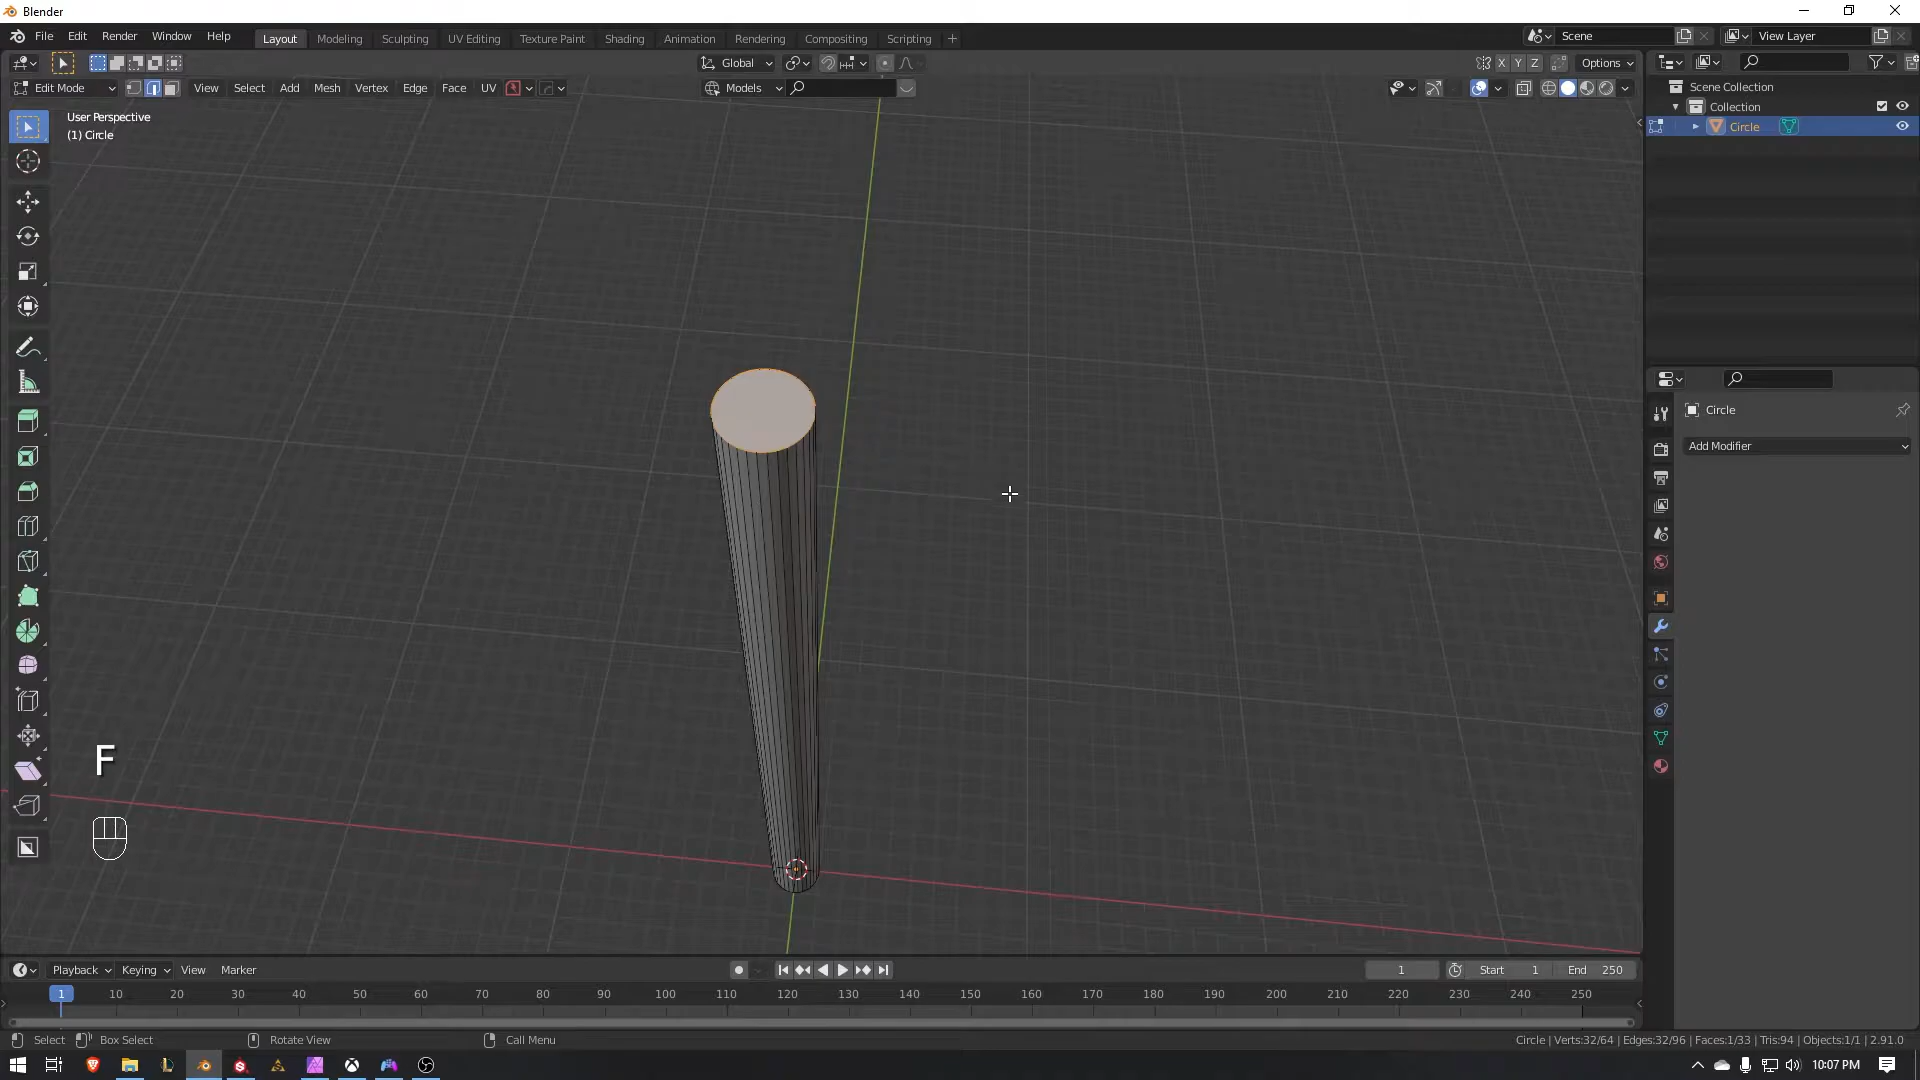 Blender
File Edit Render Window Help
Layout Modeling Sculpting UV Editing Texture Paint Shading Animation Rendering Compositing Scripting +
Scene
View Layer
Global
X Y Z
Options
Edit Mode
View Select Add Mesh Vertex Edge Face UV
Models
User Perspective
(1) Circle
Scene Collection
Collection
Circle
Circle
Add Modifier
F
Playback Keying View Marker
1
Start 1
End 250
1 10 20 30 40 50 60 70 80 90 100 110 120 130 140 150 160 170 180 190 200 210 220 230 240 250
Select Box Select Rotate View Call Menu
Circle | Verts:32/64 | Edges:32/96 | Faces:1/33 | Tris:94 | Objects:1/1 | 2.91.0
10:07 PM